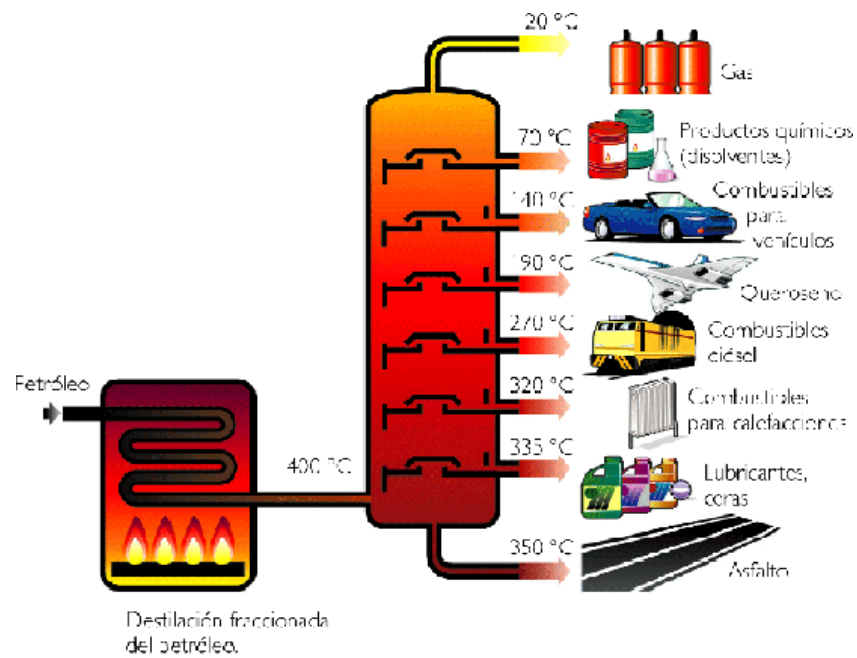 20 °C
Gas
70 °C
Productos químicos
(disolventes)
140 °C
Combustibles
para
vehículos
190 °C
Queroseno
270 °C
Combustibles
diésel
Petróleo
320 °C
Combustibles
para calefacciones
400 °C
335 °C
Lubricantes,
ceras
350 °C
Asfalto
Destilación fraccionada
del petróleo.